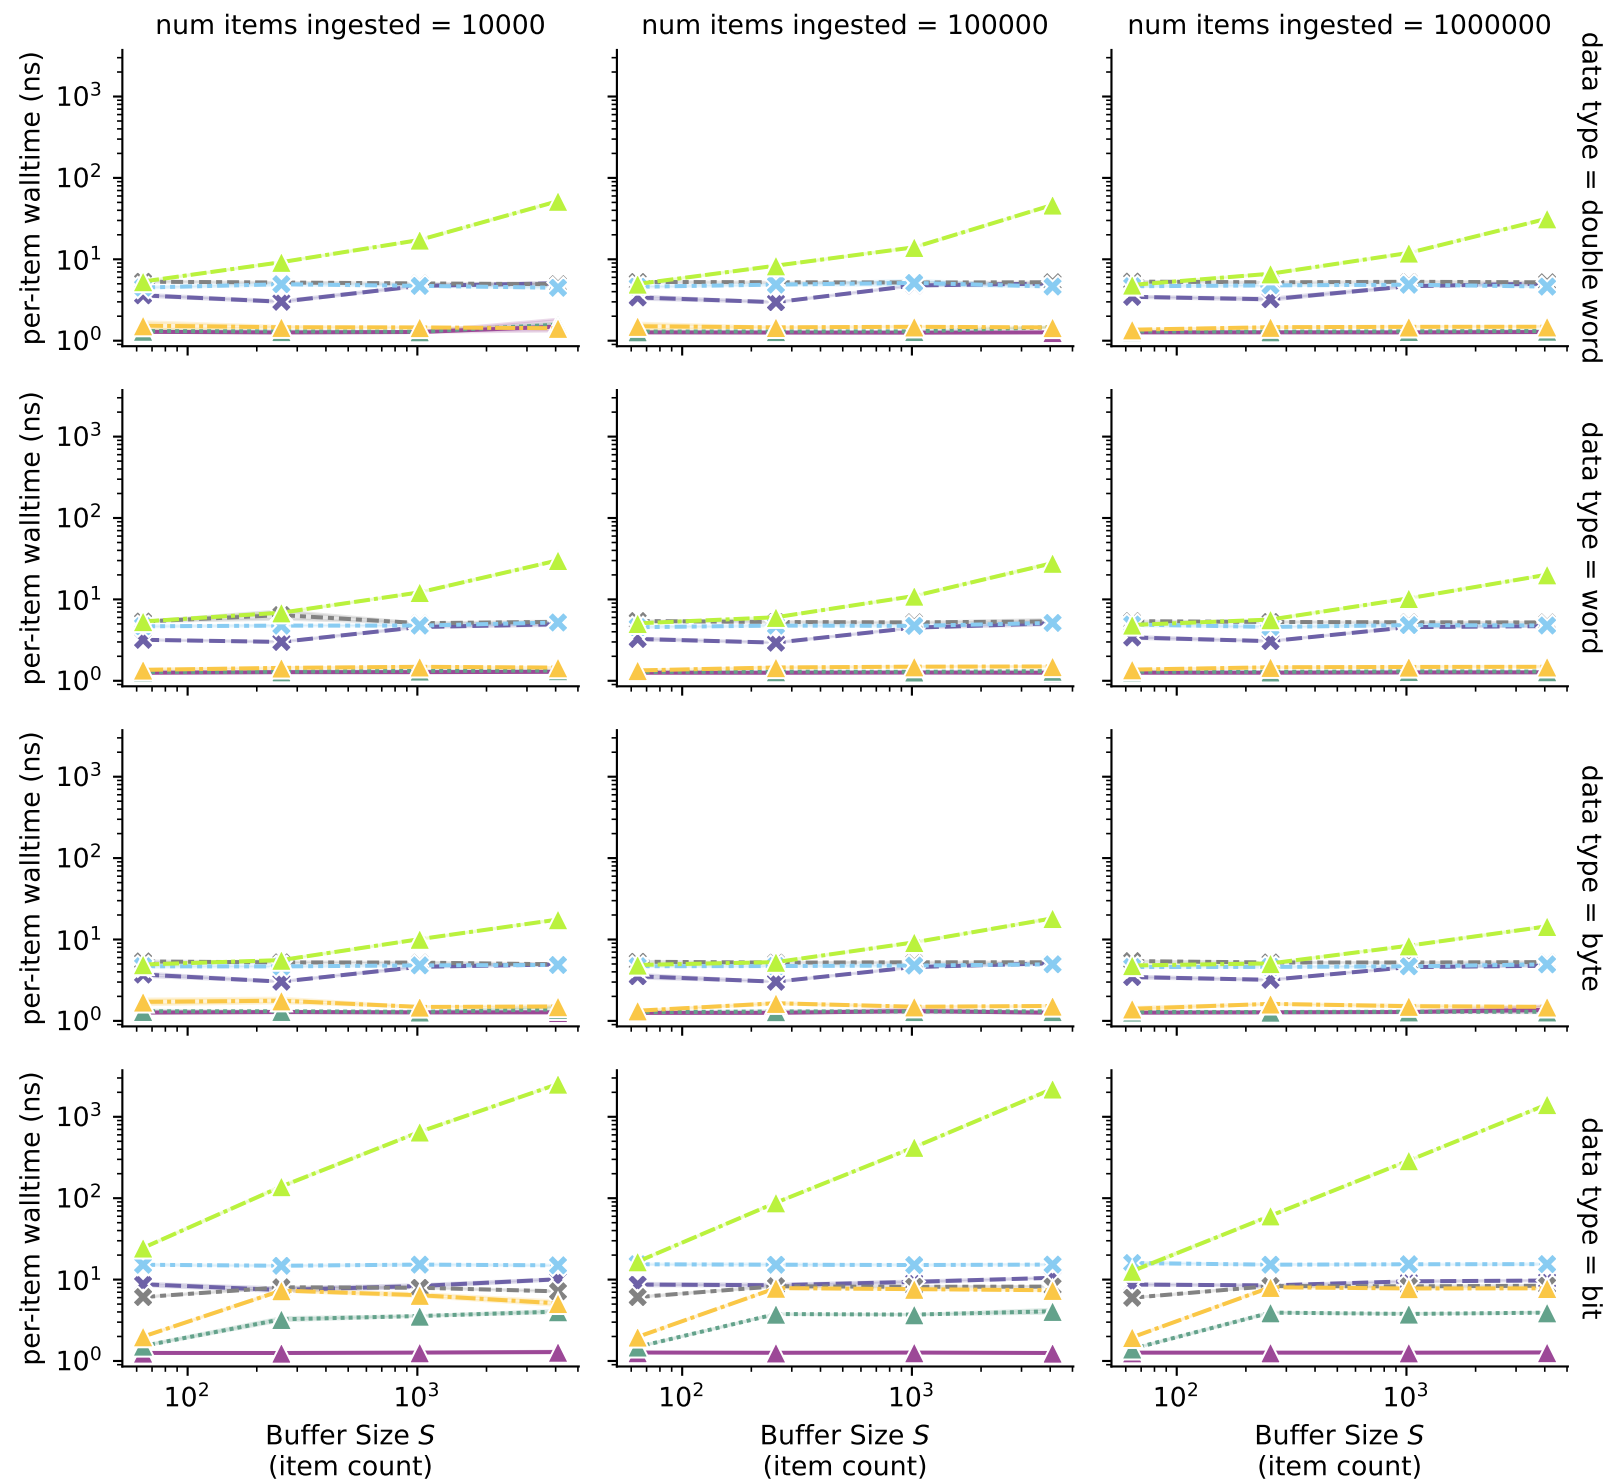 num items ingested = 10000
num items ingested = 100000
num items ingested = 1000000
per-item walltime (ns)
10³
10²
10¹
10⁰
data type = double word
per-item walltime (ns)
10³
10²
10¹
10⁰
data type = word
per-item walltime (ns)
10³
10²
10¹
10⁰
data type = byte
per-item walltime (ns)
10³
10²
10¹
10⁰
data type = bit
10² 10³
10² 10³
10² 10³
Buffer Size S
(item count)
Buffer Size S
(item count)
Buffer Size S
(item count)